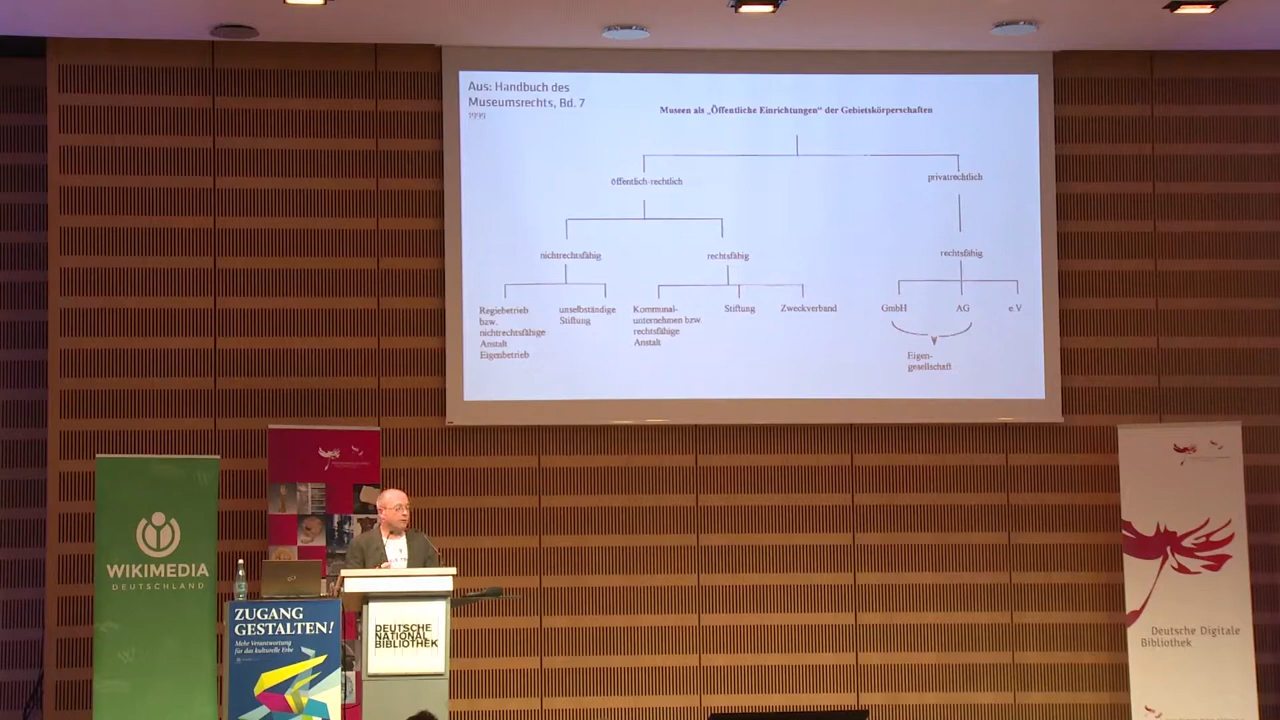 Aus: Handbuch des
Museumsrechts, Bd. 7
1999
Museen als „Öffentliche Einrichtungen“ der Gebietskörperschaften
öffentlich-rechtlich
privatrechtlich
nichtrechtsfähig
rechtsfähig
rechtsfähig
Regiebetrieb
bzw.
nichtrechtsfähige
Anstalt
Eigenbetrieb
unselbständige
Stiftung
Kommunal-
unternehmen bzw.
rechtsfähige
Anstalt
Stiftung
Zweckverband
GmbH
AG
e.V
Eigen-
gesellschaft
WIKIMEDIA
DEUTSCHLAND
ZUGANG
GESTALTEN!
Mehr Verantwortung
für das kulturelle Erbe
DEUTSCHE
NATIONAL
BIBLIOTHEK
Deutsche Digitale
Bibliothek